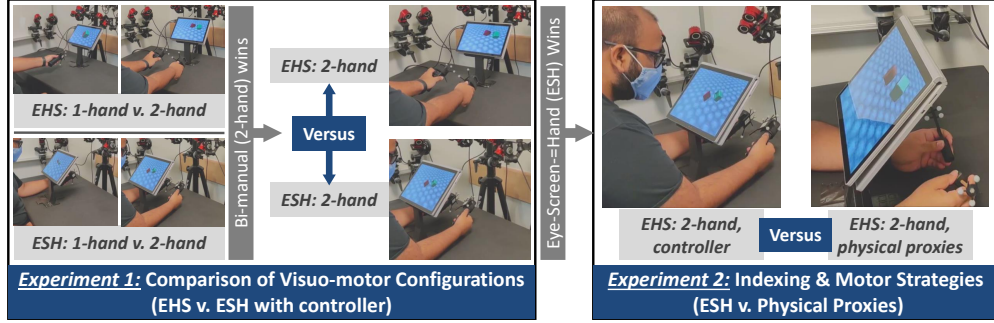 EHS: 1-hand v. 2-hand
ESH: 1-hand v. 2-hand
Bi-manual (2-hand) wins
EHS: 2-hand
Versus
ESH: 2-hand
Eye-Screen-=Hand (ESH) Wins
EHS: 2-hand,
controller
Versus
EHS: 2-hand,
physical proxies
Experiment 1: Comparison of Visuo-motor Configurations
(EHS v. ESH with controller)
Experiment 2: Indexing & Motor Strategies
(ESH v. Physical Proxies)